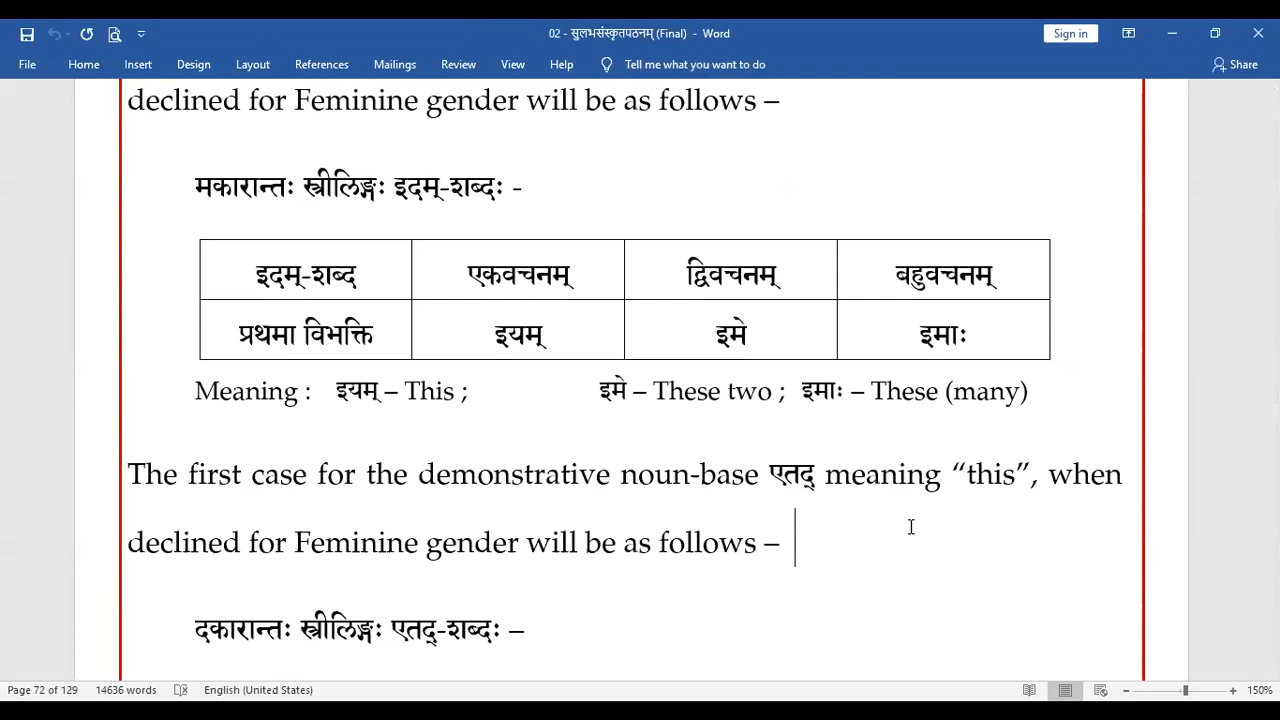 02 - सुलभसंस्कृतपठनम् (Final) - Word
Sign in
File Home Insert Design Layout References Mailings Review View Help Tell me what you want to do Share
declined for Feminine gender will be as follows –
मकारान्तः स्त्रीलिङ्गः इदम्-शब्दः -
इदम्-शब्द एकवचनम् द्विवचनम् बहुवचनम्
प्रथमा विभक्ति इयम् इमे इमाः
Meaning : इयम् – This ; इमे – These two ; इमाः – These (many)
The first case for the demonstrative noun-base एतद् meaning “this”, when
declined for Feminine gender will be as follows –
दकारान्तः स्त्रीलिङ्गः एतद्-शब्दः –
Page 72 of 129 14636 words English (United States) 150%